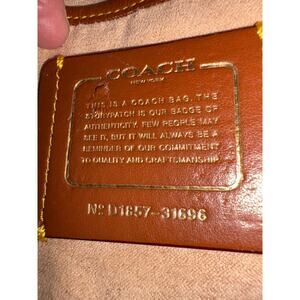 COACH
NEW YORK
THIS IS A COACH BAG. THE
STORYPATCH IS OUR BADGE OF
AUTHENTICITY. FEW PEOPLE MAY
SEE IT, BUT IT WILL ALWAYS BE A
REMINDER OF OUR COMMITMENT
TO QUALITY AND CRAFTSMANSHIP.
Nº D1857-31696